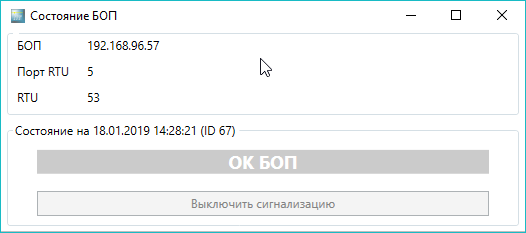 Состояние БОП
БОП 192.168.96.57
Порт RTU 5
RTU 53
Состояние на 18.01.2019 14:28:21 (ID 67)
ОК БОП
Выключить сигнализацию